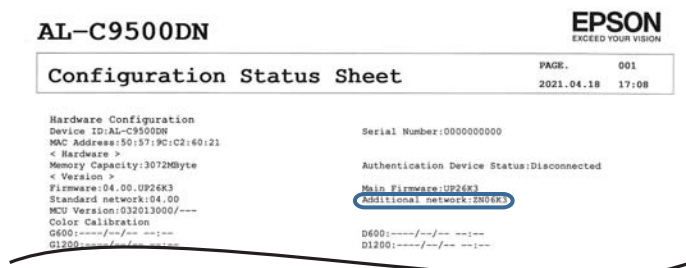 AL-C9500DN
EPSON
EXCEED YOUR VISION
Configuration Status Sheet
PAGE. 001
2021.04.18 17:08
Hardware Configuration
Device ID:AL-C9500DN
Serial Number:0000000000
MAC Address:50:57:9C:C2:60:21
< Hardware >
Memory Capacity:3072MByte
Authentication Device Status:Disconnected
< Version >
Firmware:04.00.UP26K3
Main Firmware:UP26K3
Standard network:04.00
Additional network:ZN06K3
MCU Version:032013000/---
Color Calibration
G600:----/--/-- --:--
D600:----/--/-- --:--
G1200:----/--/-- --:--
D1200:----/--/-- --:--